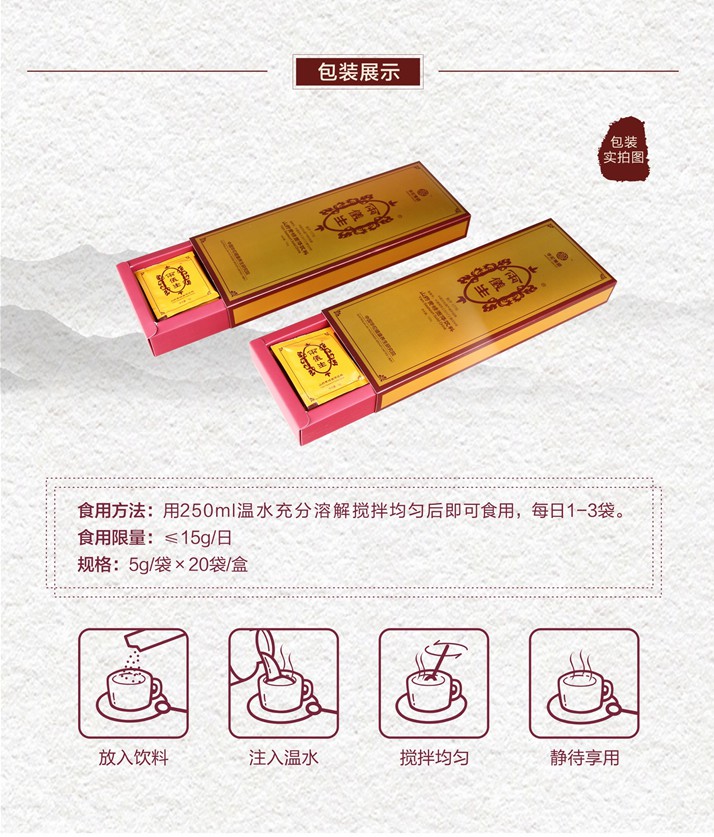 包装展示
包装
实拍图
食用方法：用250ml温水充分溶解搅拌均匀后即可食用，每日1-3袋。
食用限量：≤15g/日
规格：5g/袋×20袋/盒
放入饮料
注入温水
搅拌均匀
静待享用